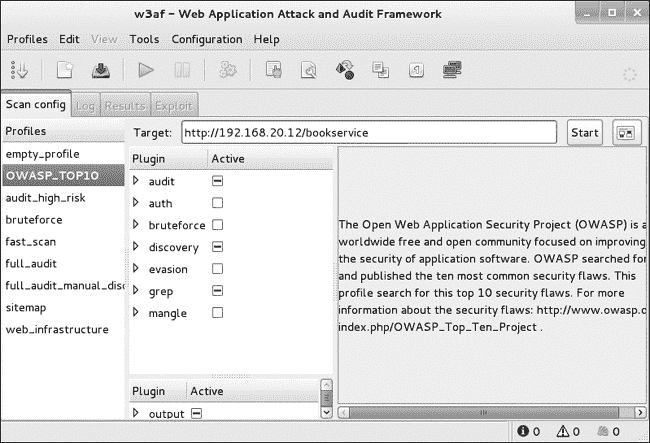 w3af - Web Application Attack and Audit Framework
Profiles Edit View Tools Configuration Help
Scan config Log Results Exploit
Profiles
empty_profile
OWASP_TOP10
audit_high_risk
bruteforce
fast_scan
full_audit
full_audit_manual_disc
sitemap
web_infrastructure
Target: http://192.168.20.12/bookservice Start
Plugin Active
audit
auth
bruteforce
discovery
evasion
grep
mangle
Plugin Active
output
The Open Web Application Security Project (OWASP) is a
worldwide free and open community focused on improving
the security of application software. OWASP searched for
and published the ten most common security flaws. This
profile search for this top 10 security flaws. For more
information about the security flaws: http://www.owasp.o
index.php/OWASP_Top_Ten_Project .
0 0 0